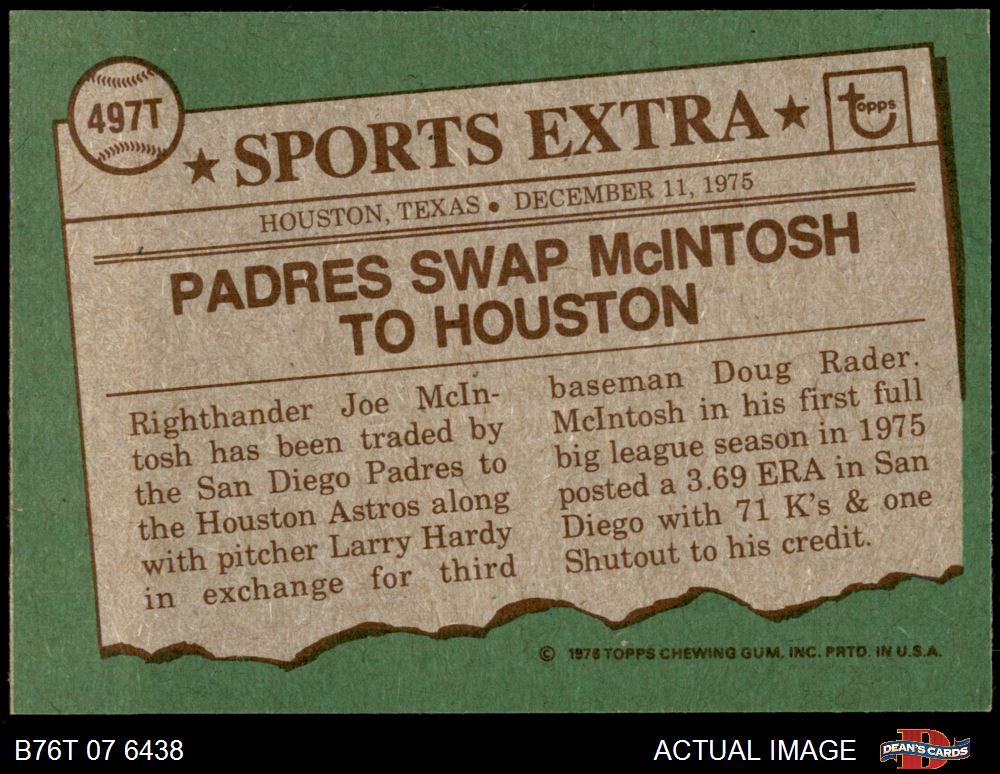 497T
★ SPORTS EXTRA ★
topps
HOUSTON, TEXAS • DECEMBER 11, 1975
PADRES SWAP McINTOSH
TO HOUSTON
Righthander Joe McIn-
tosh has been traded by
the San Diego Padres to
the Houston Astros along
with pitcher Larry Hardy
in exchange for third
baseman Doug Rader.
McIntosh in his first full
big league season in 1975
posted a 3.69 ERA in San
Diego with 71 K's & one
Shutout to his credit.
© 1976 TOPPS CHEWING GUM, INC. PRTD. IN U.S.A.
B76T 07 6438
ACTUAL IMAGE
DEAN'S CARDS